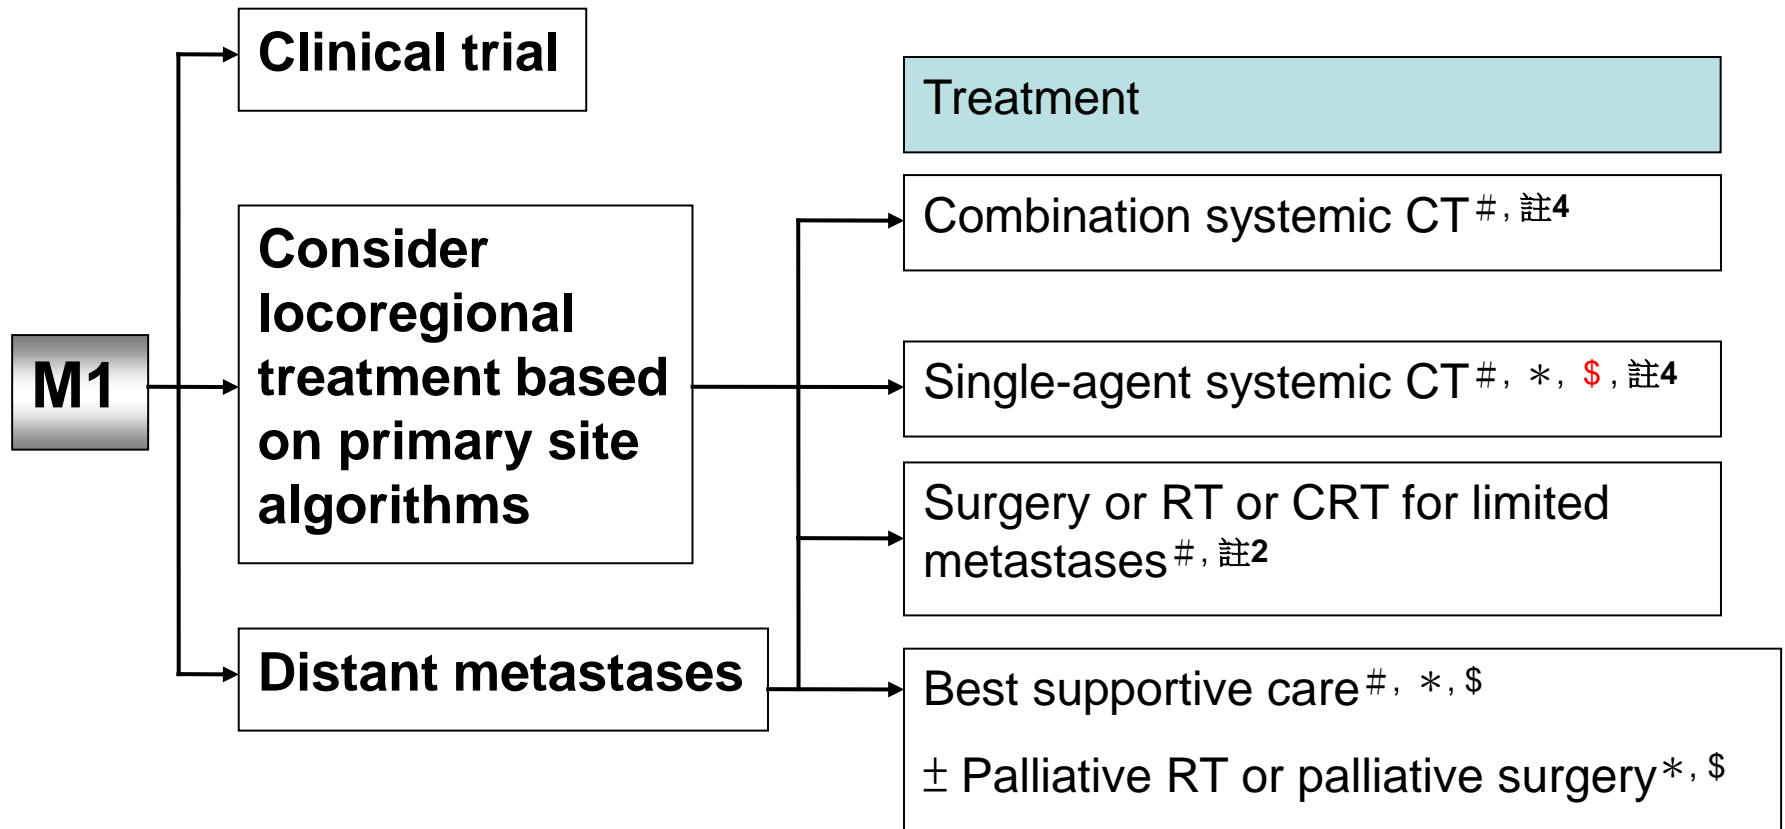 M1
Clinical trial
Consider
locoregional
treatment based
on primary site
algorithms
Distant metastases
Treatment
Combination systemic CT#, 註4
Single-agent systemic CT#, *, $, 註4
Surgery or RT or CRT for limited
metastases#, 註2
Best supportive care#, *, $
± Palliative RT or palliative surgery*, $